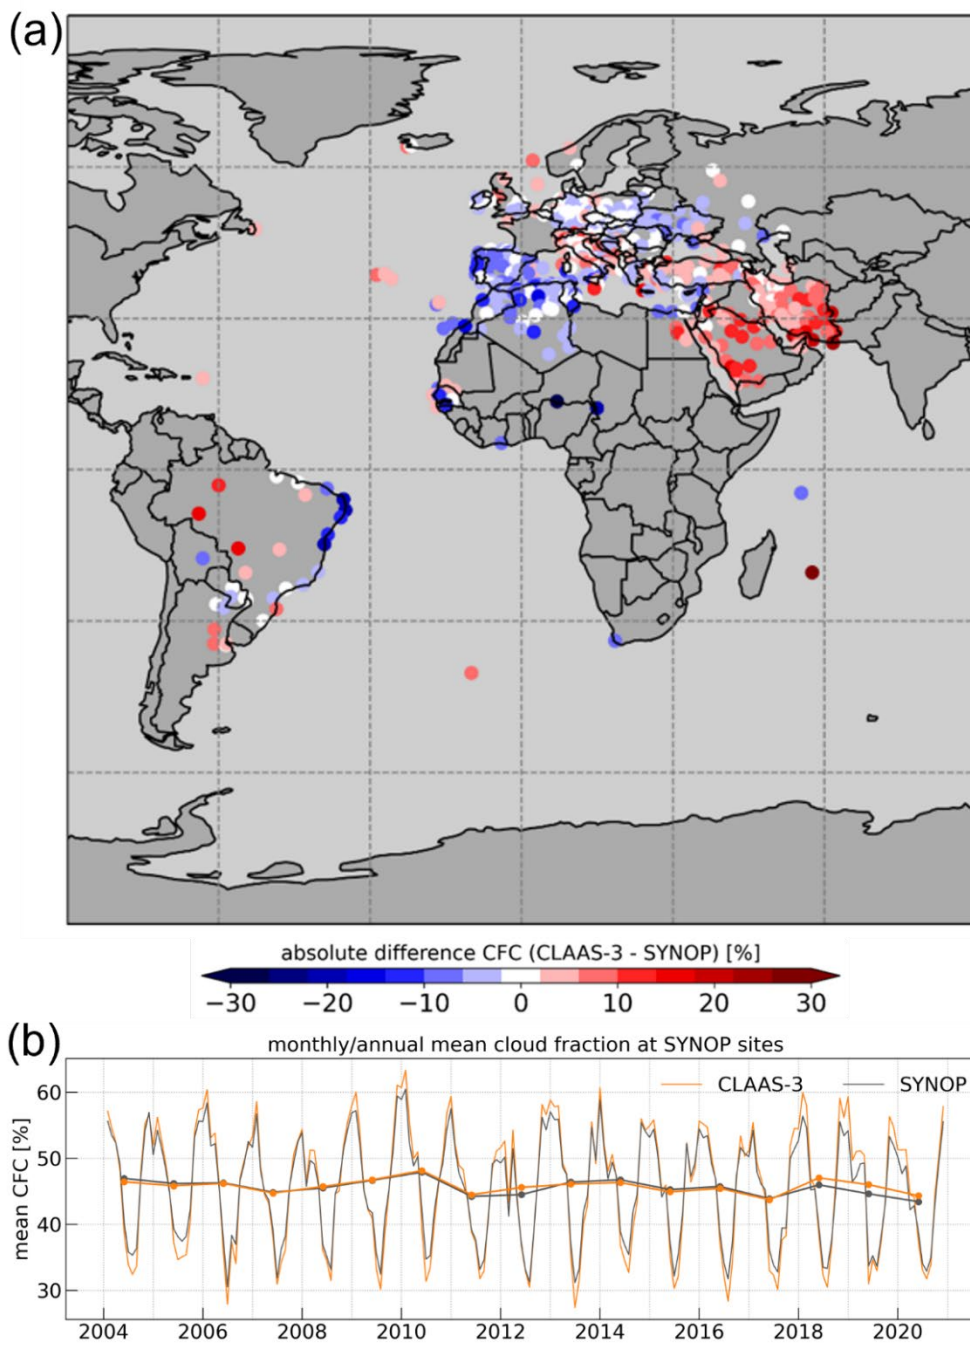 (a)
absolute difference CFC (CLAAS-3 - SYNOP) [%]
−30 −20 −10 0 10 20 30
(b)
monthly/annual mean cloud fraction at SYNOP sites
CLAAS-3 SYNOP
mean CFC [%]
60
50
40
30
2004 2006 2008 2010 2012 2014 2016 2018 2020